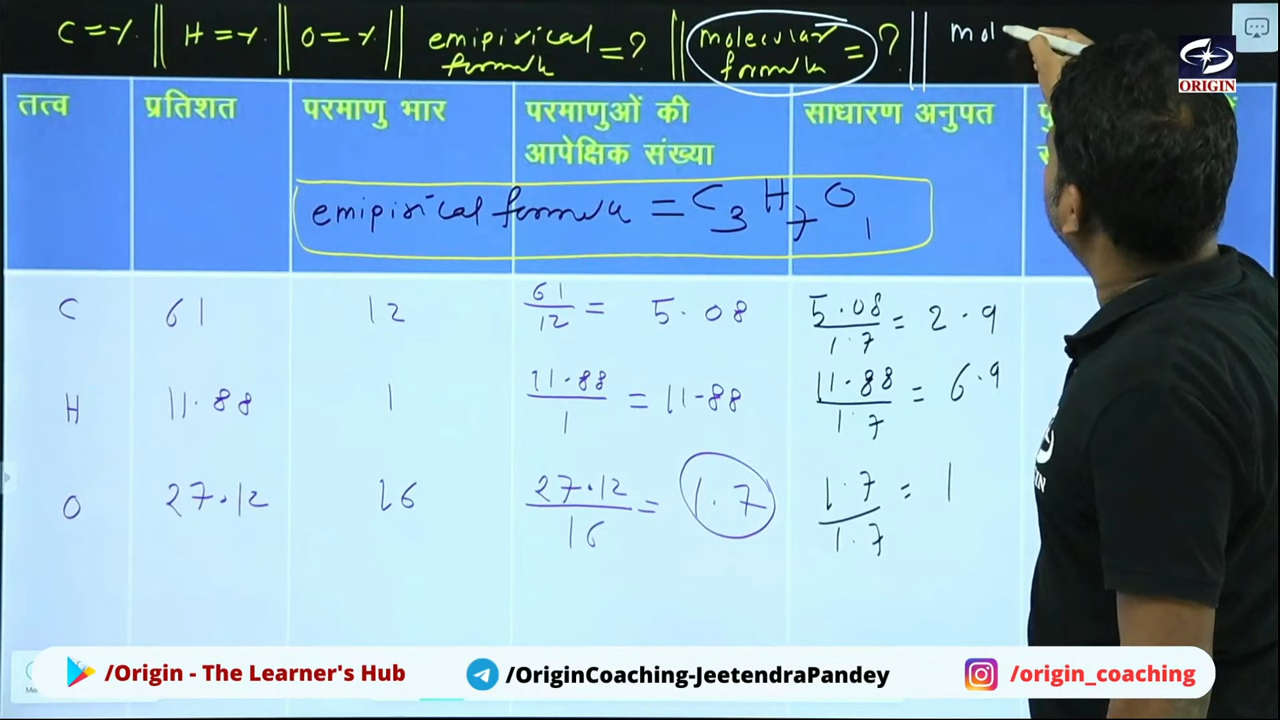 C = % || H = % || O = % || emipirical formula = ? || molecular formula = ? || mol
ORIGIN
तत्व
प्रतिशत
परमाणु भार
परमाणुओं की
आपेक्षिक संख्या
साधारण अनुपत
emipirical formula = C3 H7 O1
C 61 12 61/12 = 5.08 5.08/1.7 = 2.9
H 11.88 1 11.88/1 = 11-88 11.88/1.7 = 6.9
O 27.12 16 27.12/16 = 1.7 1.7/1.7 = 1
/Origin - The Learner's Hub
/OriginCoaching-JeetendraPandey
/origin_coaching